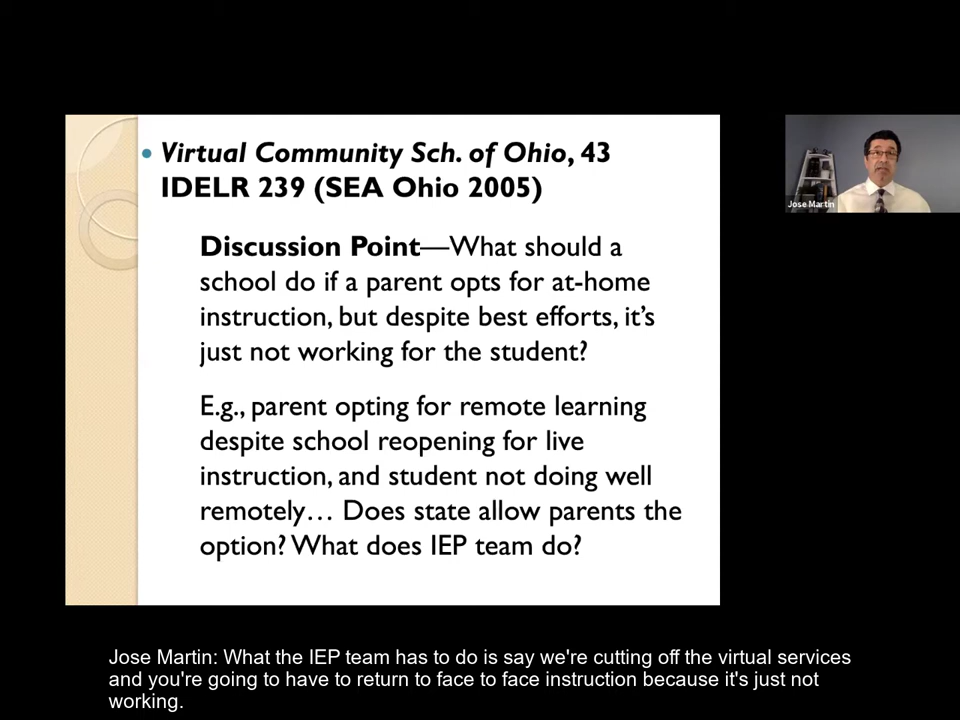 Virtual Community Sch. of Ohio, 43
IDELR 239 (SEA Ohio 2005)
Discussion Point—What should a
school do if a parent opts for at-home
instruction, but despite best efforts, it's
just not working for the student?
E.g., parent opting for remote learning
despite school reopening for live
instruction, and student not doing well
remotely… Does state allow parents the
option? What does IEP team do?
Jose Martin
Jose Martin: What the IEP team has to do is say we're cutting off the virtual services
and you're going to have to return to face to face instruction because it's just not
working.